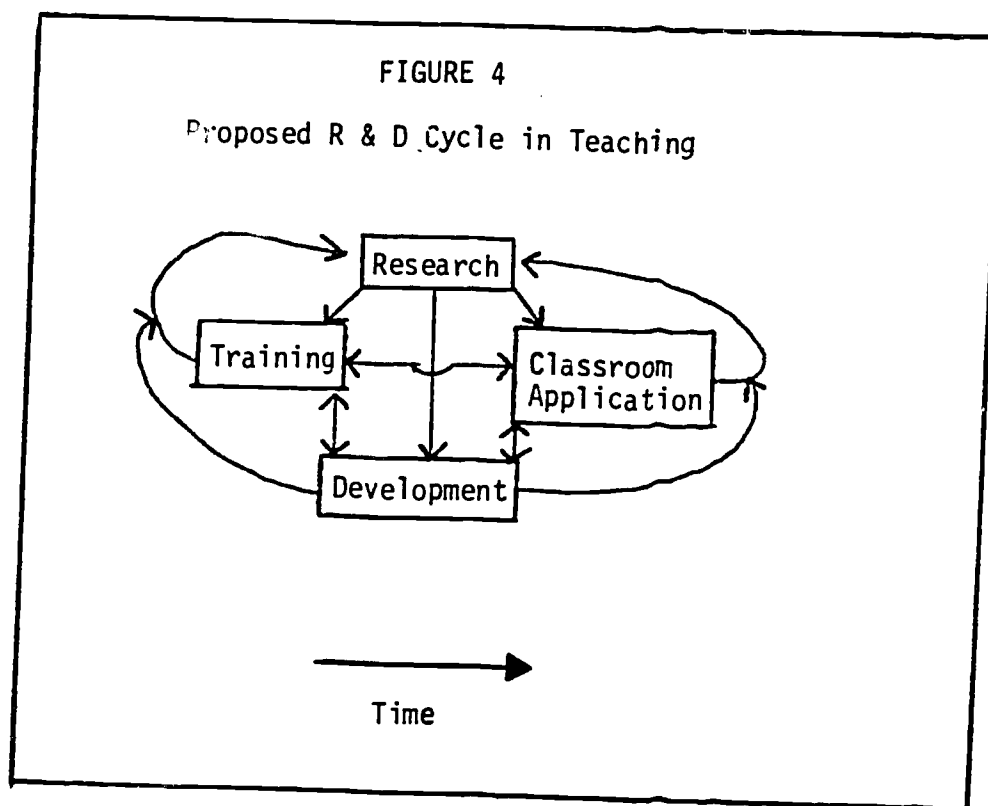 FIGURE 4
Proposed R & D Cycle in Teaching
Research
Training
Classroom
Application
Development
Time